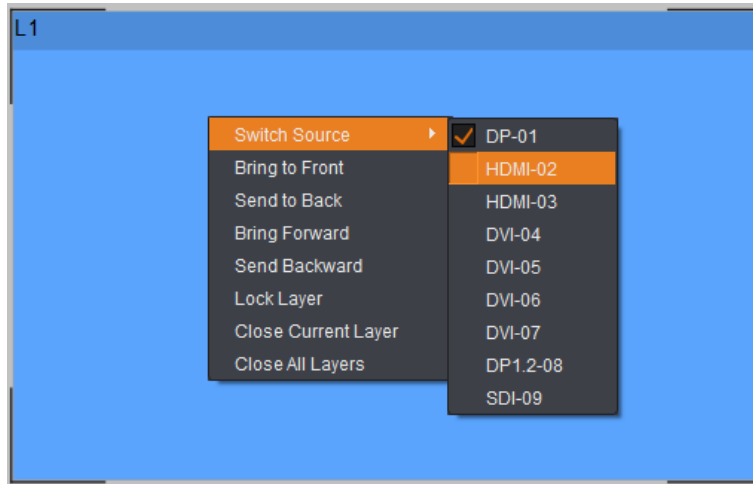 L1
Switch Source
Bring to Front
Send to Back
Bring Forward
Send Backward
Lock Layer
Close Current Layer
Close All Layers
DP-01
HDMI-02
HDMI-03
DVI-04
DVI-05
DVI-06
DVI-07
DP1.2-08
SDI-09